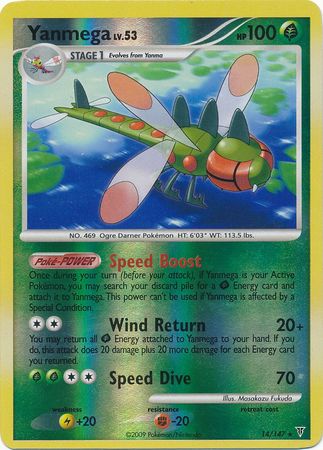 Yanmega LV.53 HP 100
STAGE 1 Evolves from Yanma
NO. 469 Ogre Darner Pokémon HT: 6'03" WT: 113.5 lbs.
Poké-POWER Speed Boost
Once during your turn (before your attack), if Yanmega is your Active
Pokémon, you may search your discard pile for a Energy card and
attach it to Yanmega. This power can't be used if Yanmega is affected by a
Special Condition.
Wind Return 20+
You may return all Energy attached to Yanmega to your hand. If you
do, this attack does 20 damage plus 20 more damage for each Energy card
you returned.
Speed Dive 70
Illus. Masakazu Fukuda
weakness resistance retreat cost
+20 -20
©2009 Pokémon/Nintendo 14/147 ★